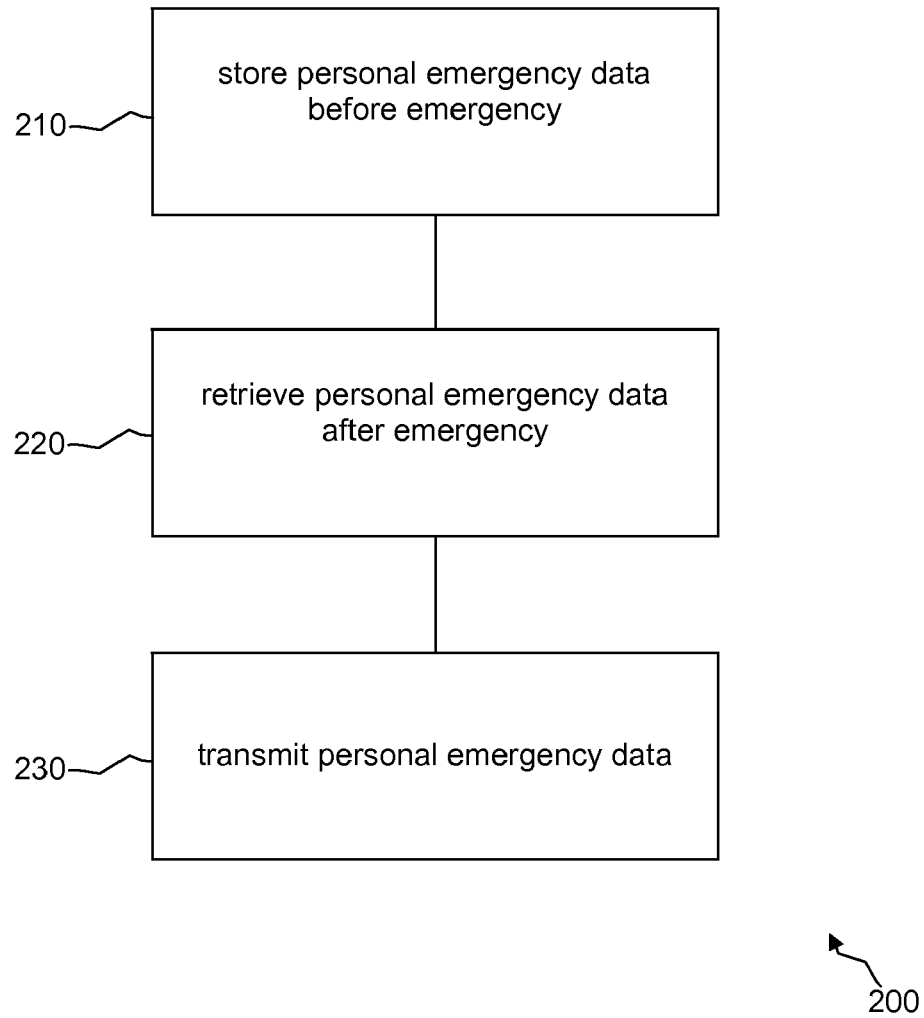 store personal emergency data
before emergency
210
retrieve personal emergency data
after emergency
220
transmit personal emergency data
230
200